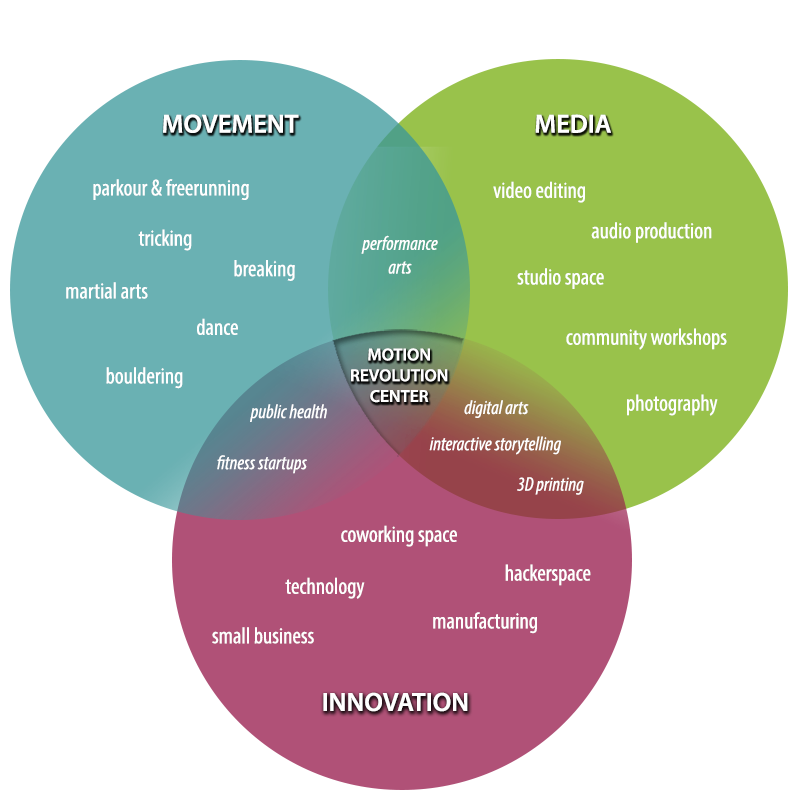 MOVEMENT
parkour & freerunning
tricking
breaking
martial arts
dance
bouldering
MEDIA
video editing
audio production
studio space
community workshops
photography
performance
arts
MOTION
REVOLUTION
CENTER
public health
fitness startups
digital arts
interactive storytelling
3D printing
coworking space
hackerspace
technology
manufacturing
small business
INNOVATION